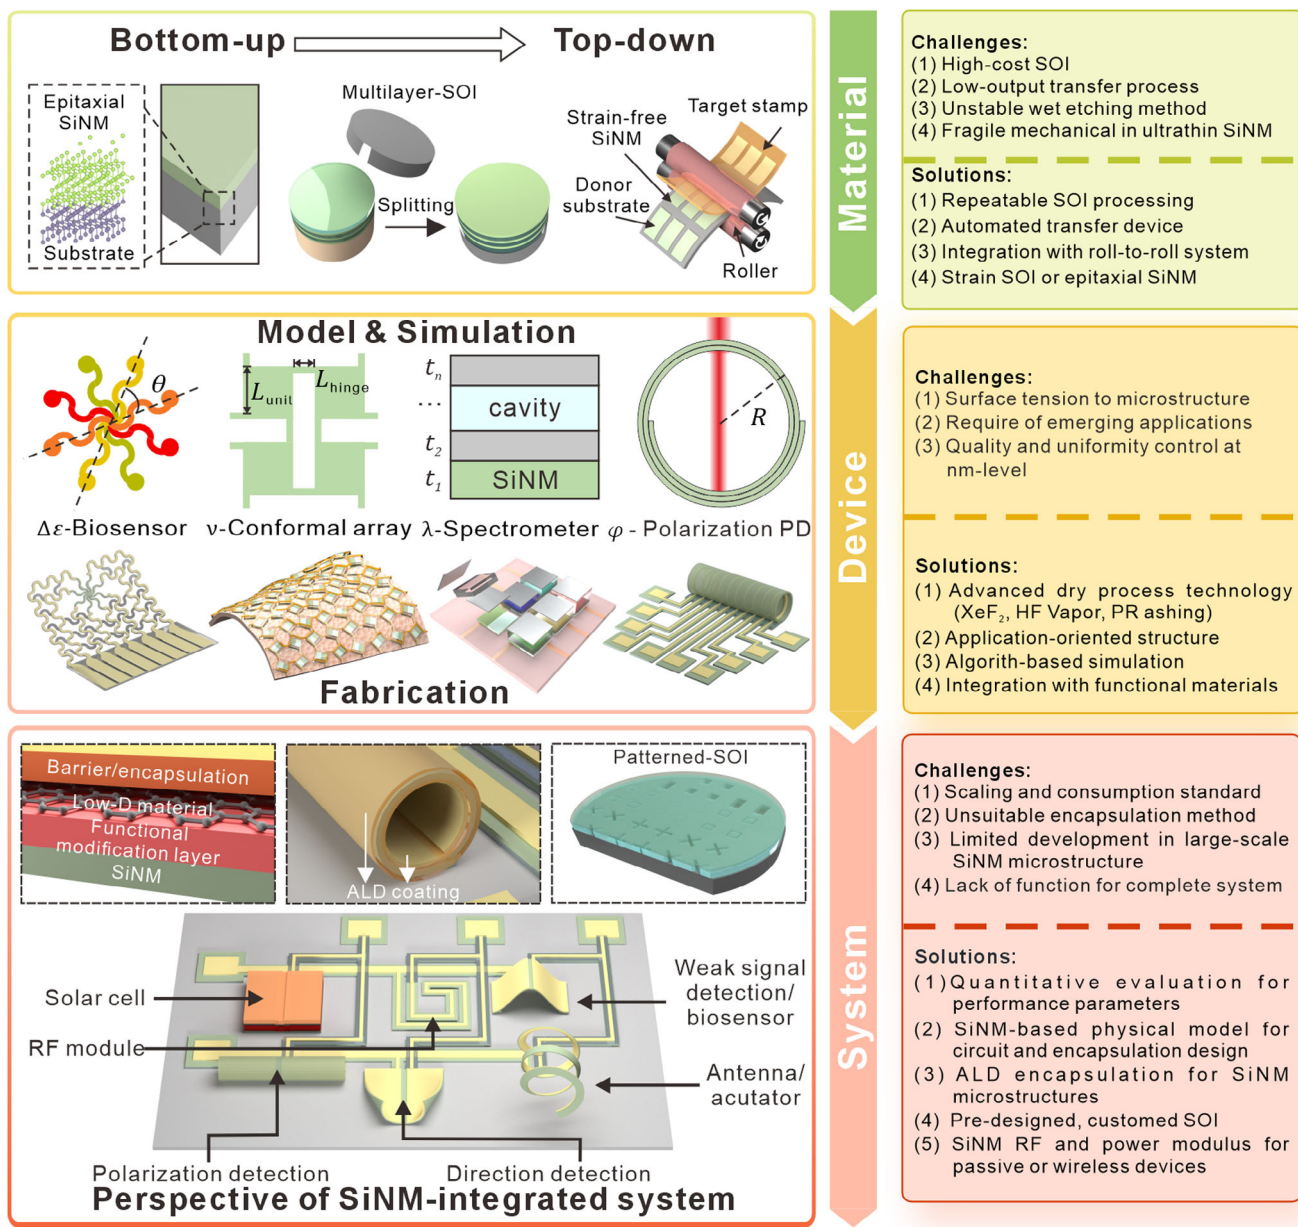 Bottom-up
Top-down
Epitaxial
SiNM
Substrate
Multilayer-SOI
Splitting
Strain-free
SiNM
Target stamp
Donor
substrate
Roller
Material
Challenges:
(1) High-cost SOI
(2) Low-output transfer process
(3) Unstable wet etching method
(4) Fragile mechanical in ultrathin SiNM
Solutions:
(1) Repeatable SOI processing
(2) Automated transfer device
(3) Integration with roll-to-roll system
(4) Strain SOI or epitaxial SiNM
Model & Simulation
θ
L_unit
L_hinge
t_n
...
t_2
t_1
cavity
SiNM
R
Δε-Biosensor
ν-Conformal array
λ-Spectrometer
φ - Polarization PD
Fabrication
Device
Challenges:
(1) Surface tension to microstructure
(2) Require of emerging applications
(3) Quality and uniformity control at
nm-level
Solutions:
(1) Advanced dry process technology
(XeF₂, HF Vapor, PR ashing)
(2) Application-oriented structure
(3) Algorith-based simulation
(4) Integration with functional materials
Barrier/encapsulation
Low-D material
Functional
modification layer
SiNM
ALD coating
Patterned-SOI
Solar cell
RF module
Weak signal
detection/
biosensor
Antenna/
acutator
Polarization detection
Direction detection
Perspective of SiNM-integrated system
System
Challenges:
(1) Scaling and consumption standard
(2) Unsuitable encapsulation method
(3) Limited development in large-scale
SiNM microstructure
(4) Lack of function for complete system
Solutions:
(1) Quantitative evaluation for
performance parameters
(2) SiNM-based physical model for
circuit and encapsulation design
(3) ALD encapsulation for SiNM
microstructures
(4) Pre-designed, customed SOI
(5) SiNM RF and power modulus for
passive or wireless devices